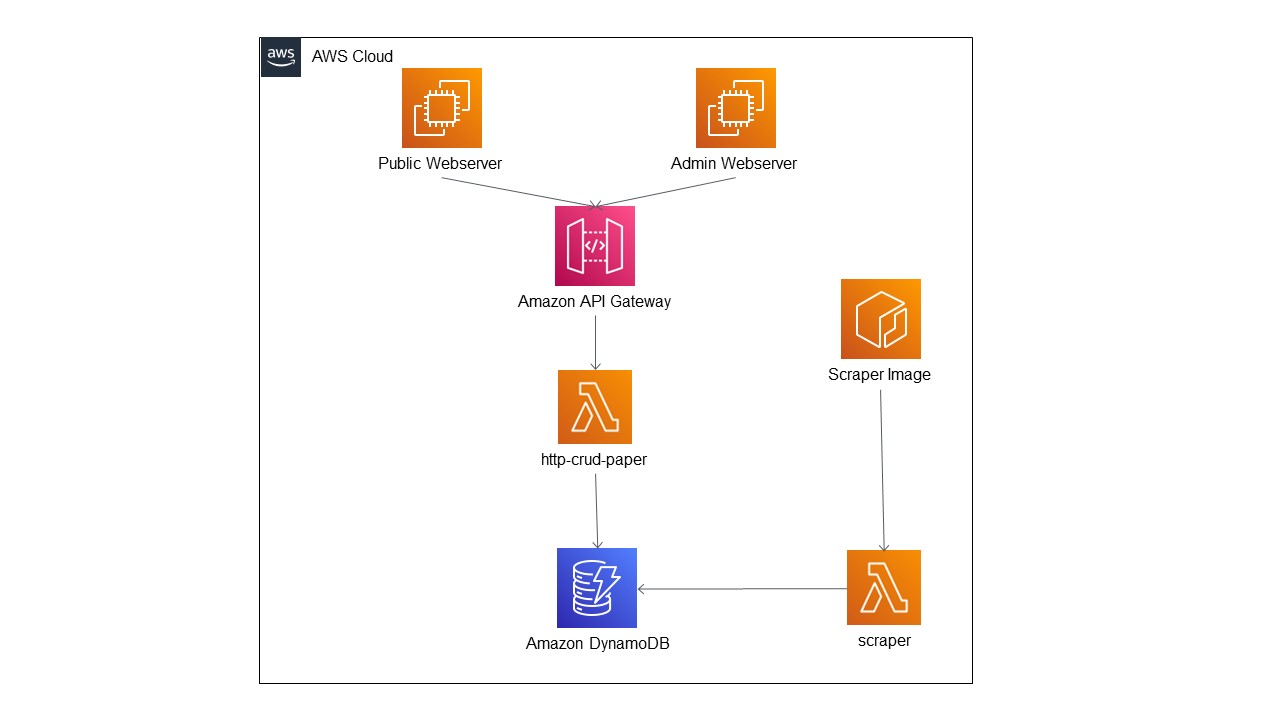 aws
AWS Cloud
Public Webserver
Admin Webserver
</>
Amazon API Gateway
Scraper Image
http-crud-paper
Amazon DynamoDB
scraper